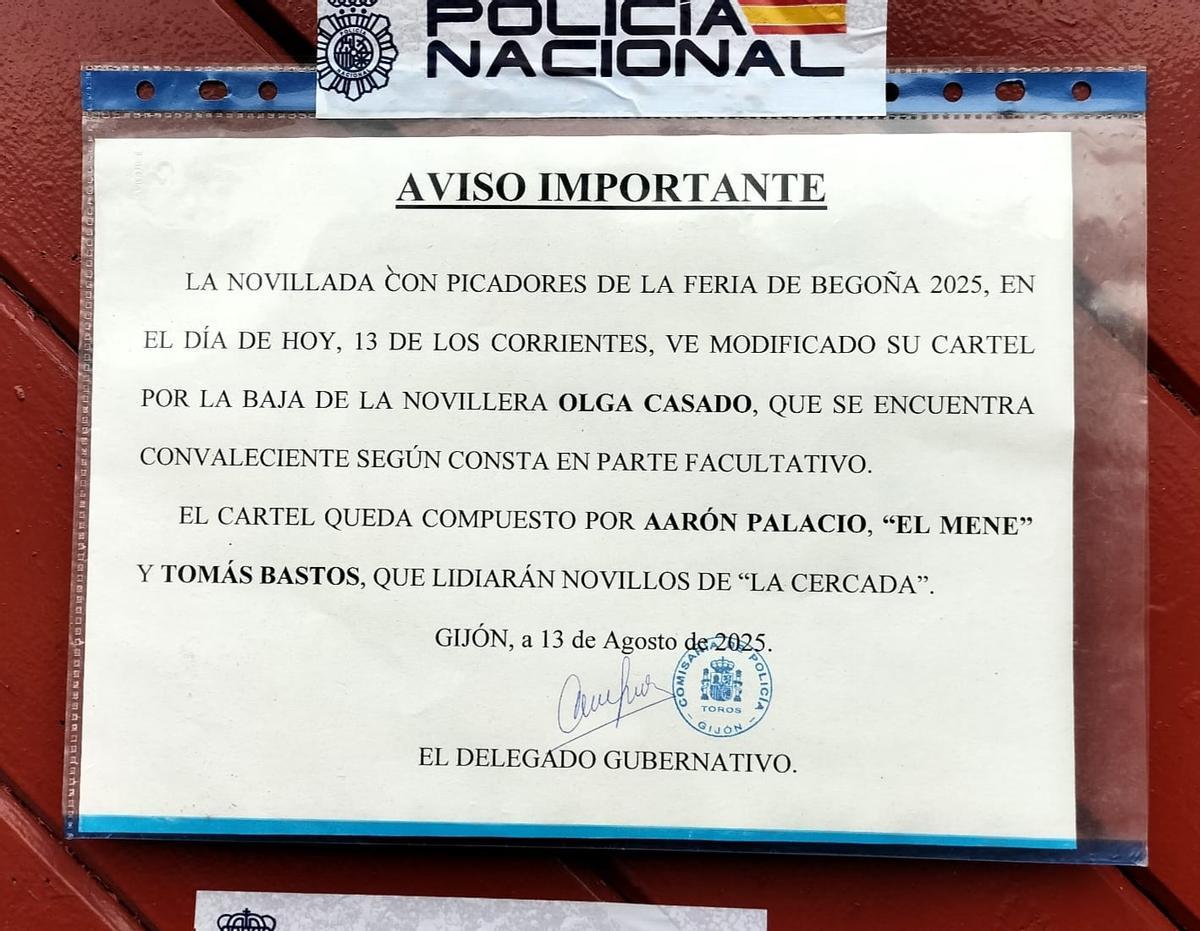 POLICÍA
NACIONAL
AVISO IMPORTANTE
LA NOVILLADA CON PICADORES DE LA FERIA DE BEGOÑA 2025, EN
EL DÍA DE HOY, 13 DE LOS CORRIENTES, VE MODIFICADO SU CARTEL
POR LA BAJA DE LA NOVILLERA OLGA CASADO, QUE SE ENCUENTRA
CONVALECIENTE SEGÚN CONSTA EN PARTE FACULTATIVO.
EL CARTEL QUEDA COMPUESTO POR AARÓN PALACIO, “EL MENE”
Y TOMÁS BASTOS, QUE LIDIARÁN NOVILLOS DE “LA CERCADA”.
GIJÓN, a 13 de Agosto de 2025.
COMISARÍA DE POLICÍA
TOROS
- GIJÓN -
EL DELEGADO GUBERNATIVO.